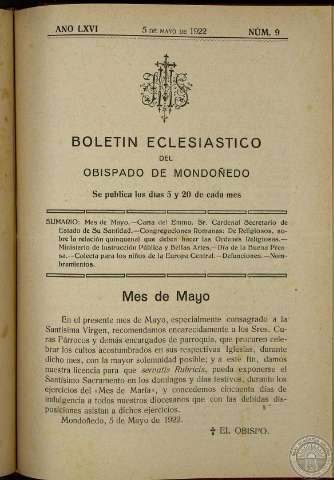 AÑO LXVI 5 DE MAYO DE 1922 NÚM. 9
BOLETIN ECLESIASTICO
DEL
OBISPADO DE MONDOÑEDO
Se publica los días 5 y 20 de cada mes
SUMARIO: Mes de Mayo.—Carta del Emmo. Sr. Cardenal Secretario de
Estado de Su Santidad.—Congregaciones Romanas: De Religiosos, so-
bre la relación quinquenal que deben hacer las Ordenes Religiosas.—
Ministerio de Instrucción Pública y Bellas Artes.—Día de la Buena Pren-
sa.—Colecta para los niños de la Europa Central.—Defunciones.—Nom-
bramientos.
Mes de Mayo
En el presente mes de Mayo, especialmente consagrado a la
Santísima Virgen, recomendamos encarecidamente a los Sres. Cu-
ras Párrocos y demás encargados de parroquia, que procuren cele-
brar los cultos acostumbrados en sus respectivas Iglesias, durante
dicho mes, con la mayor solemnidad posible; y a este fin, damos
nuestra licencia para que servatis Rubricis, pueda exponerse el
Santísimo Sacramento en los domingos y días festivos, durante los
ejercicios del «Mes de María», y concedemos cincuenta días de
indulgencia a todos nuestros diocesanos que con las debidas dis-
posiciones asistan a dichos ejercicios.
Mondoñedo, 5 de Mayo de 1922.
† EL OBISPO.